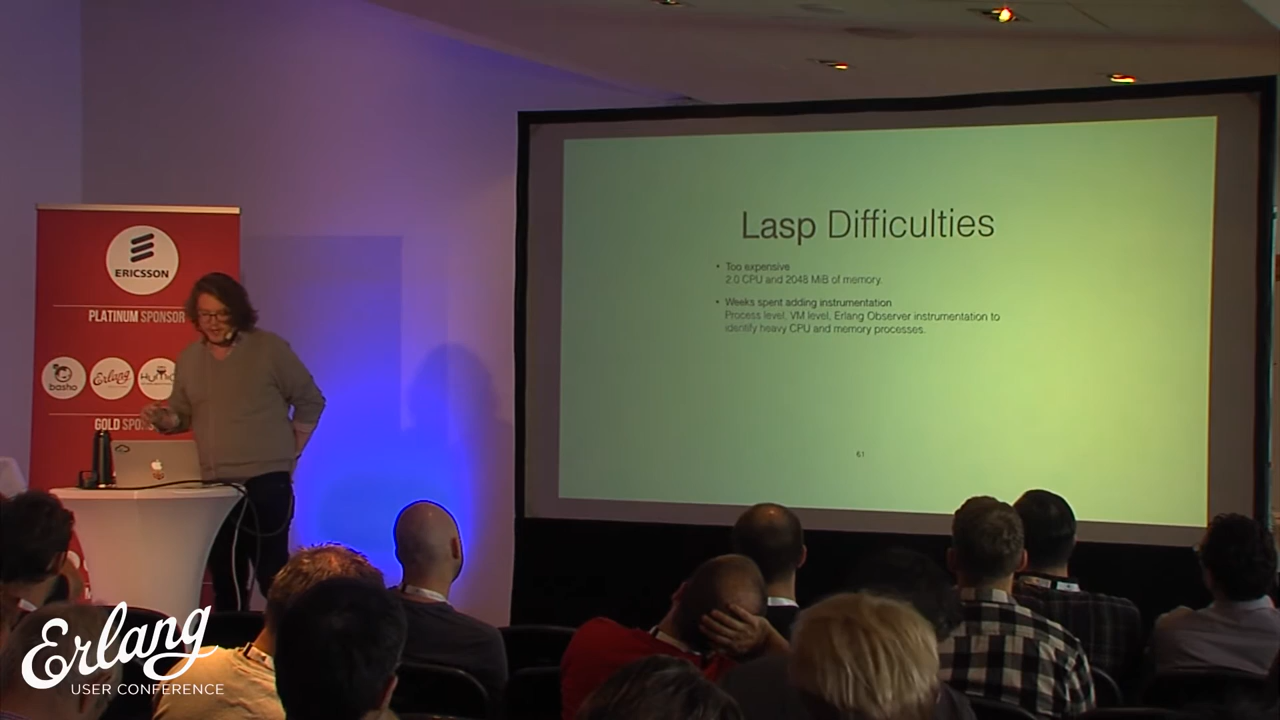 ERICSSON
PLATINUM SPONSOR
basho
Erlang
GOLD
Lasp Difficulties
• Too expensive
2.0 CPU and 2048 MiB of memory.
• Weeks spent adding instrumentation
Process level, VM level, Erlang Observer instrumentation to
identify heavy CPU and memory processes.
61
Erlang
USER CONFERENCE